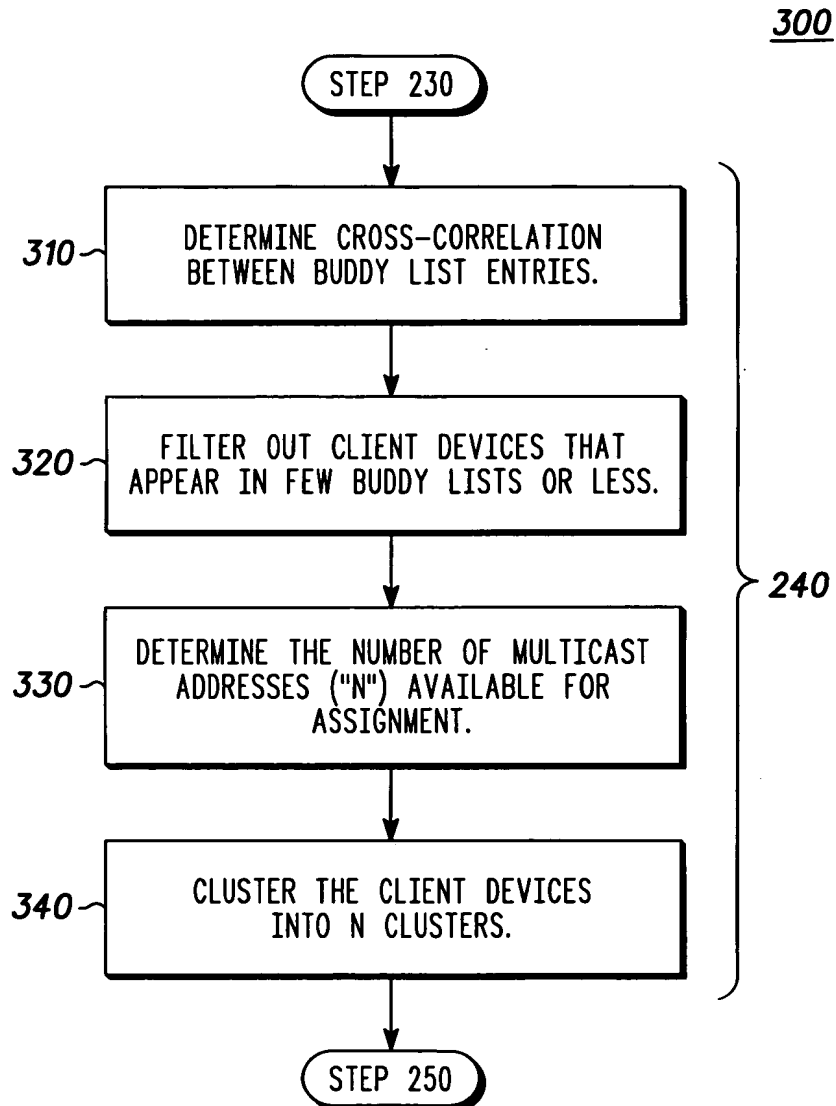 300
STEP 230
310
DETERMINE CROSS-CORRELATION
BETWEEN BUDDY LIST ENTRIES.
320
FILTER OUT CLIENT DEVICES THAT
APPEAR IN FEW BUDDY LISTS OR LESS.
240
330
DETERMINE THE NUMBER OF MULTICAST
ADDRESSES ("N") AVAILABLE FOR
ASSIGNMENT.
340
CLUSTER THE CLIENT DEVICES
INTO N CLUSTERS.
STEP 250